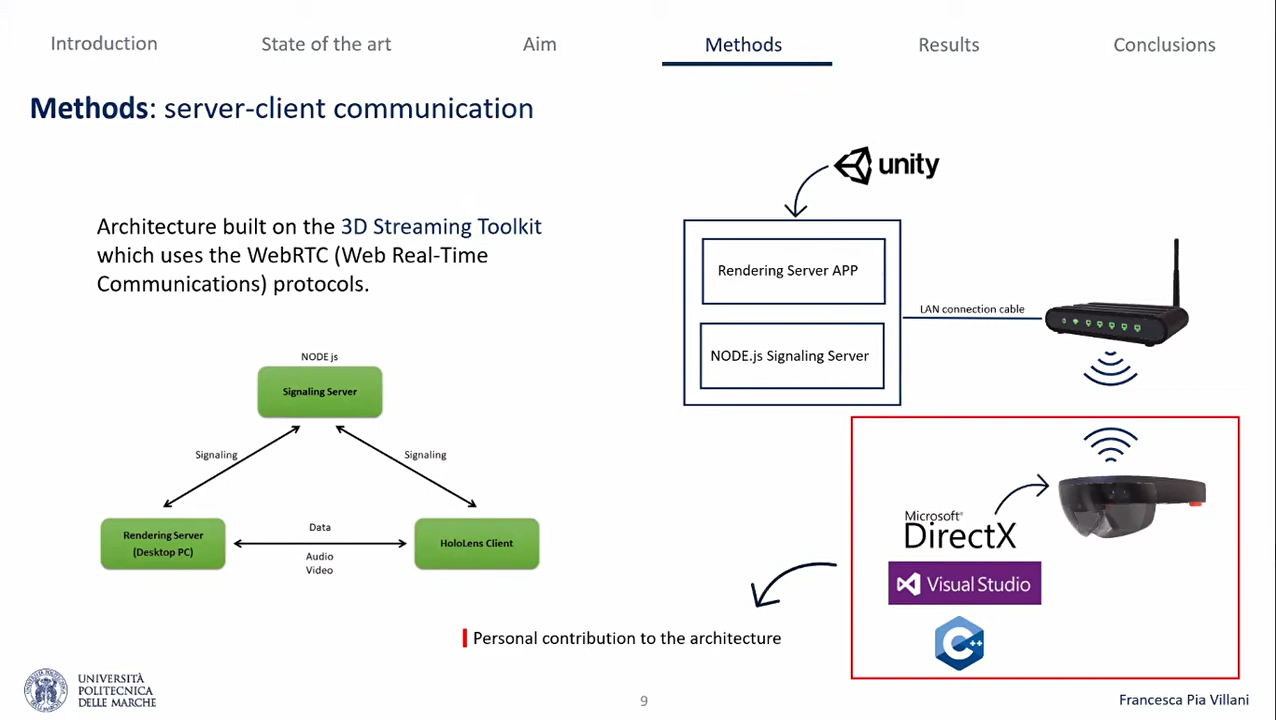 Introduction
State of the art
Aim
Methods
Results
Conclusions
Methods: server-client communication
Architecture built on the 3D Streaming Toolkit
which uses the WebRTC (Web Real-Time
Communications) protocols.
NODE js
Signaling Server
Signaling
Signaling
Rendering Server
(Desktop PC)
Data
Audio
Video
HoloLens Client
unity
Rendering Server APP
NODE.js Signaling Server
LAN connection cable
Microsoft®
DirectX
Visual Studio
C++
Personal contribution to the architecture
UNIVERSITÀ
POLITECNICA
DELLE MARCHE
9
Francesca Pia Villani